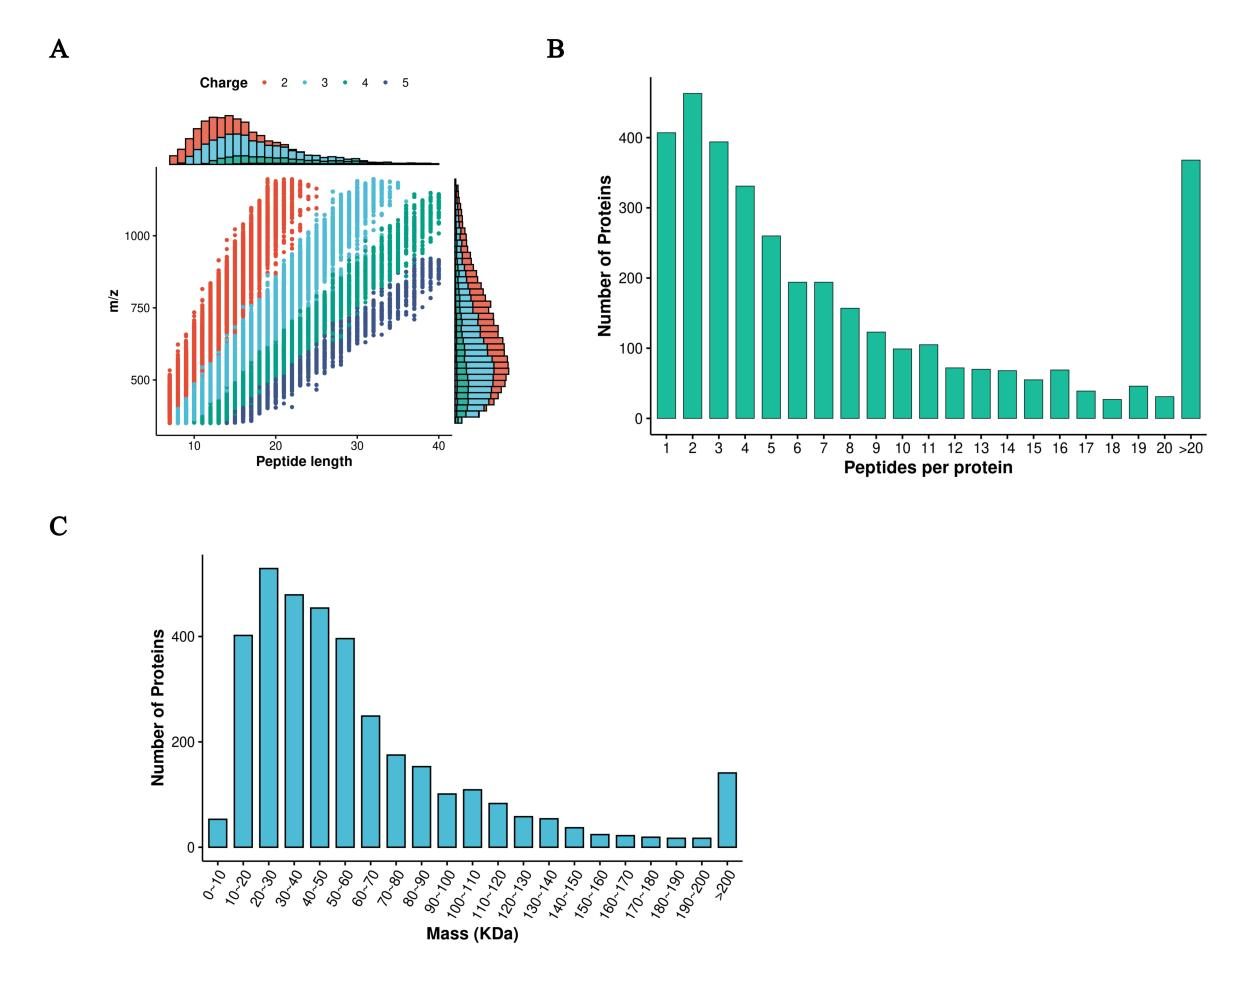 A
Charge 2 3 4 5
1000
750
500
m/z
10 20 30 40
Peptide length
B
400
300
200
100
0
Number of Proteins
1 2 3 4 5 6 7 8 9 10 11 12 13 14 15 16 17 18 19 20 >20
Peptides per protein
C
400
200
0
Number of Proteins
0~10 10~20 20~30 30~40 40~50 50~60 60~70 70~80 80~90 90~100 100~110 110~120 120~130 130~140 140~150 150~160 160~170 170~180 180~190 190~200 >200
Mass (KDa)